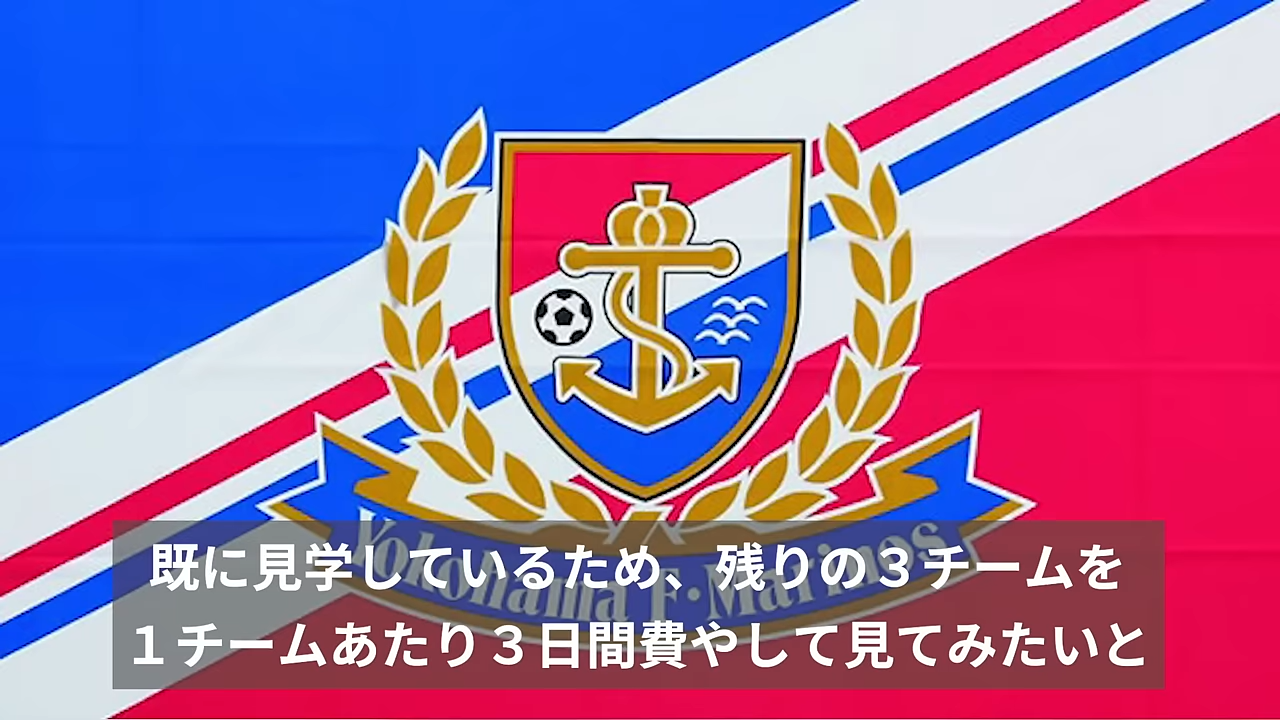 Yokohama F·Marinos
既に見学しているため、残りの３チームを
１チームあたり３日間費やして見てみたいと